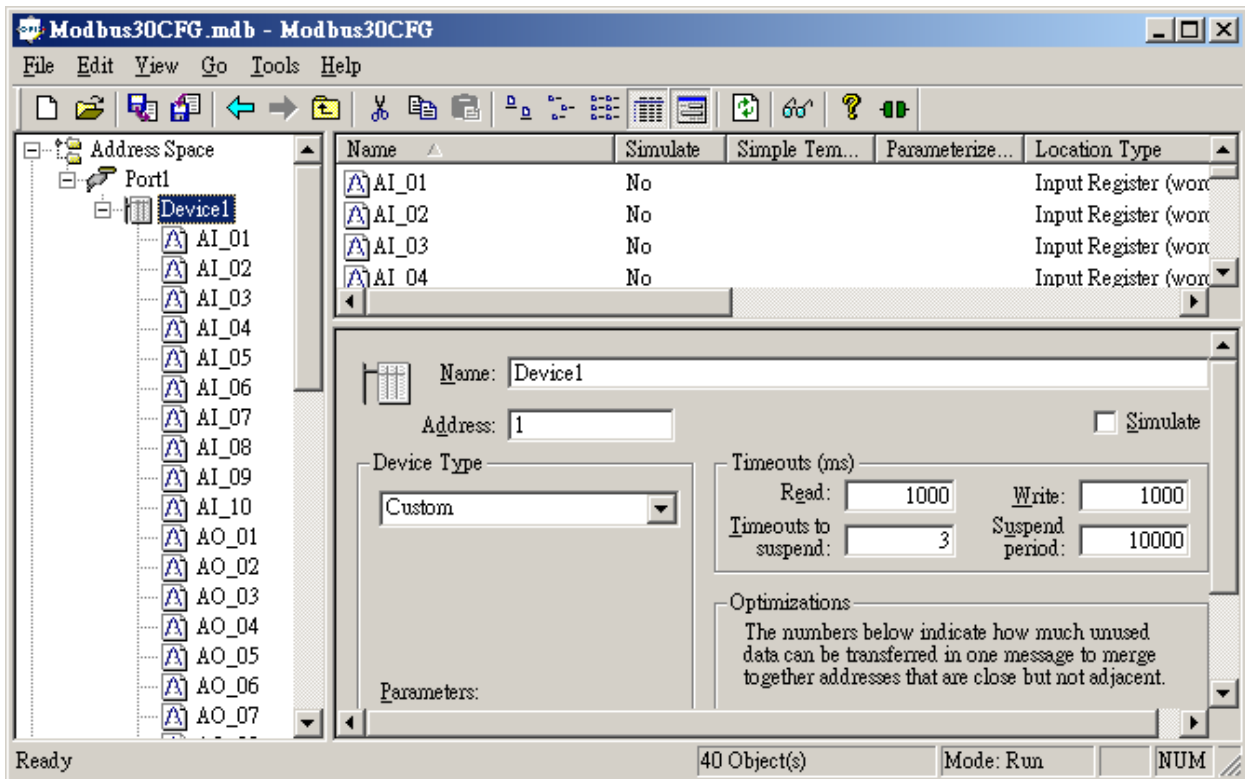 Modbus30CFG.mdb - Modbus30CFG
File Edit View Go Tools Help
Address Space
Port1
Device1
AI_01
AI_02
AI_03
AI_04
AI_05
AI_06
AI_07
AI_08
AI_09
AI_10
AO_01
AO_02
AO_03
AO_04
AO_05
AO_06
AO_07
Name Simulate Simple Tem... Parameterize... Location Type
AI_01 No Input Register (word
AI_02 No Input Register (word
AI_03 No Input Register (word
AI_04 No Input Register (word
Name: Device1
Address: 1
Simulate
Device Type
Custom
Parameters:
Timeouts (ms)
Read: 1000 Write: 1000
Timeouts to suspend: 3 Suspend period: 10000
Optimizations
The numbers below indicate how much unused
data can be transferred in one message to merge
together addresses that are close but not adjacent.
Ready 40 Object(s) Mode: Run NUM